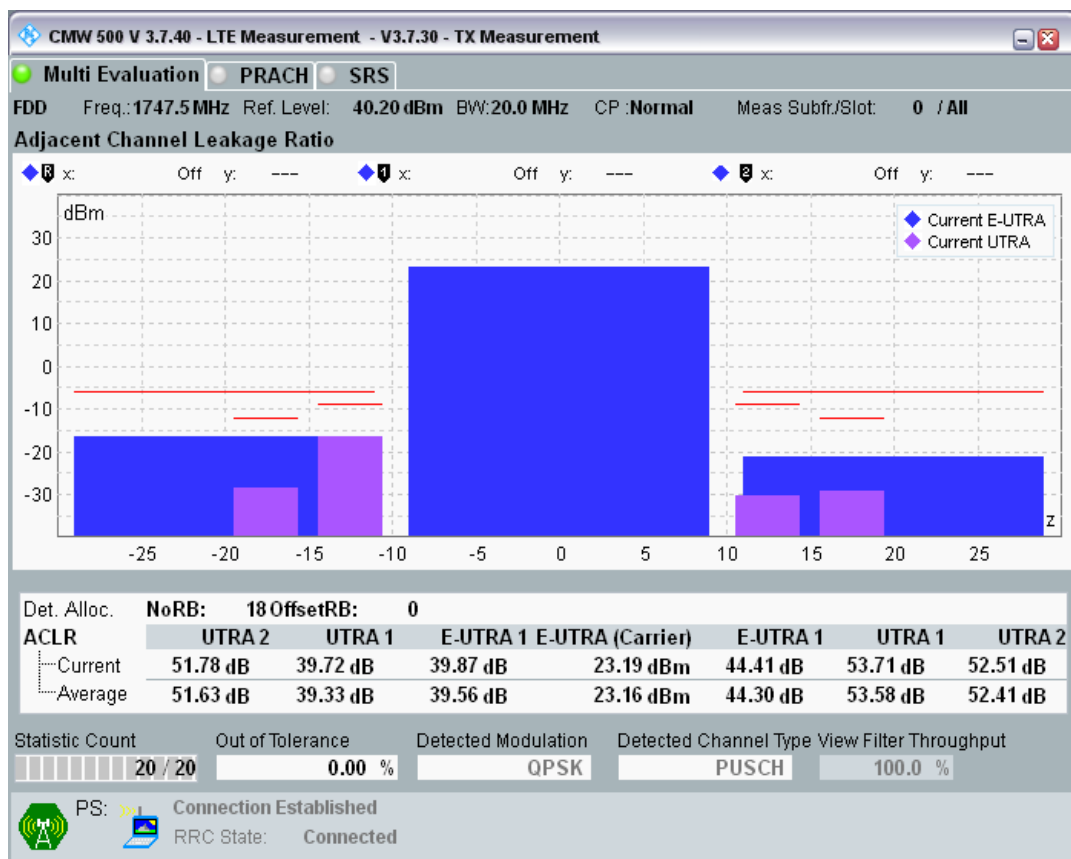 CMW 500 V 3.7.40 - LTE Measurement - V3.7.30 - TX Measurement
Multi Evaluation PRACH SRS
FDD Freq.:1747.5 MHz Ref. Level: 40.20 dBm BW:20.0 MHz CP :Normal Meas Subfr./Slot: 0 / All
Adjacent Channel Leakage Ratio
R x: Off y: --- 1 x: Off y: --- 2 x: Off y: ---
dBm
Current E-UTRA
Current UTRA
30
20
10
0
-10
-20
-30
z
-25 -20 -15 -10 -5 0 5 10 15 20 25
Det. Alloc. NoRB: 18 OffsetRB: 0
ACLR UTRA 2 UTRA 1 E-UTRA 1 E-UTRA (Carrier) E-UTRA 1 UTRA 1 UTRA 2
Current 51.78 dB 39.72 dB 39.87 dB 23.19 dBm 44.41 dB 53.71 dB 52.51 dB
Average 51.63 dB 39.33 dB 39.56 dB 23.16 dBm 44.30 dB 53.58 dB 52.41 dB
Statistic Count Out of Tolerance Detected Modulation Detected Channel Type View Filter Throughput
20 / 20 0.00 % QPSK PUSCH 100.0 %
PS: Connection Established
RRC State: Connected